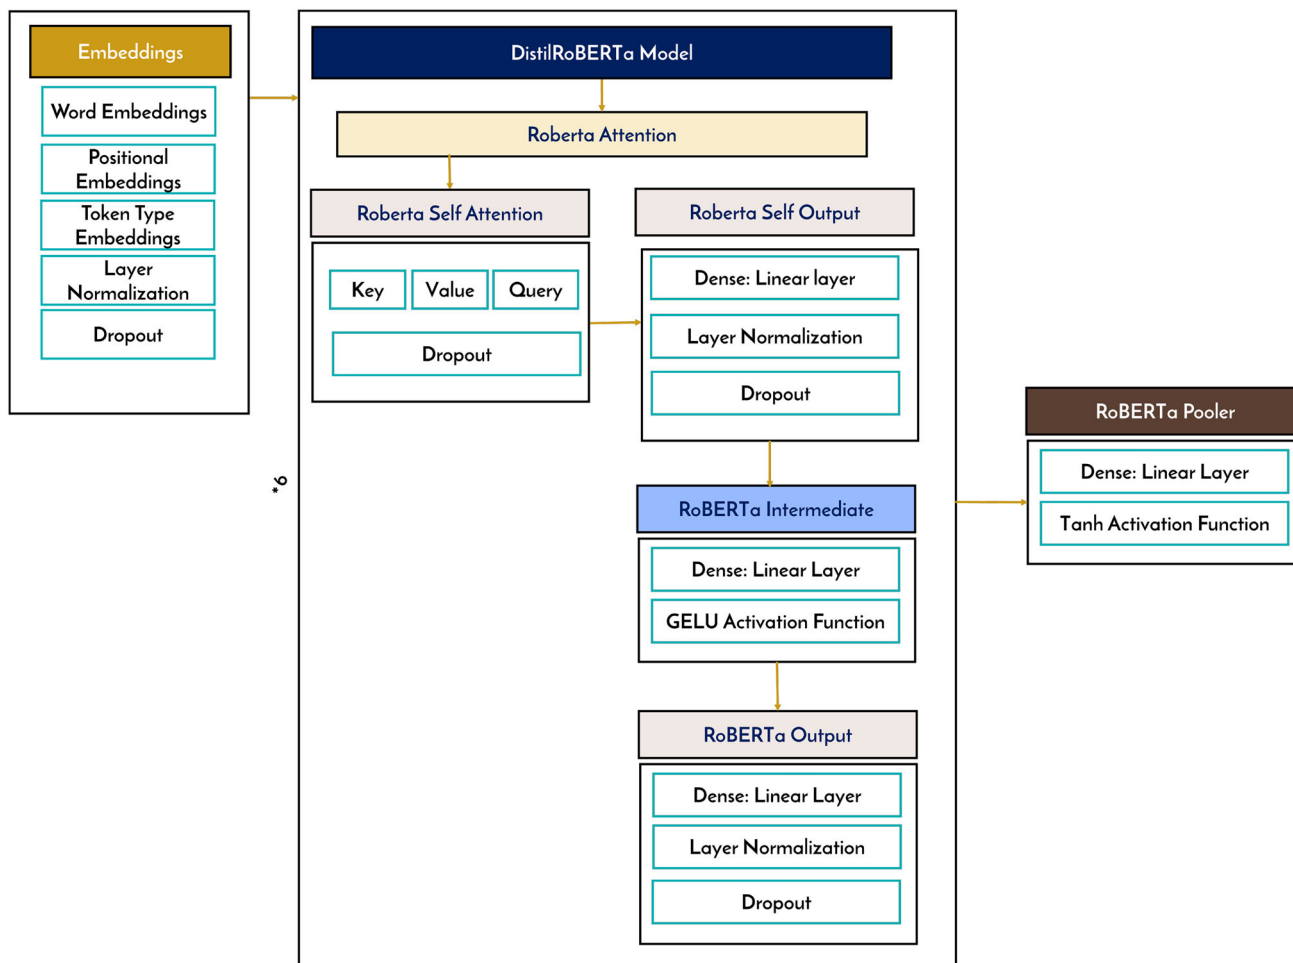 Embeddings
Word Embeddings
Positional
Embeddings
Token Type
Embeddings
Layer
Normalization
Dropout
*6
DistilRoBERTa Model
Roberta Attention
Roberta Self Attention
Key
Value
Query
Dropout
Roberta Self Output
Dense: Linear layer
Layer Normalization
Dropout
RoBERTa Intermediate
Dense: Linear Layer
GELU Activation Function
RoBERTa Output
Dense: Linear Layer
Layer Normalization
Dropout
RoBERTa Pooler
Dense: Linear Layer
Tanh Activation Function